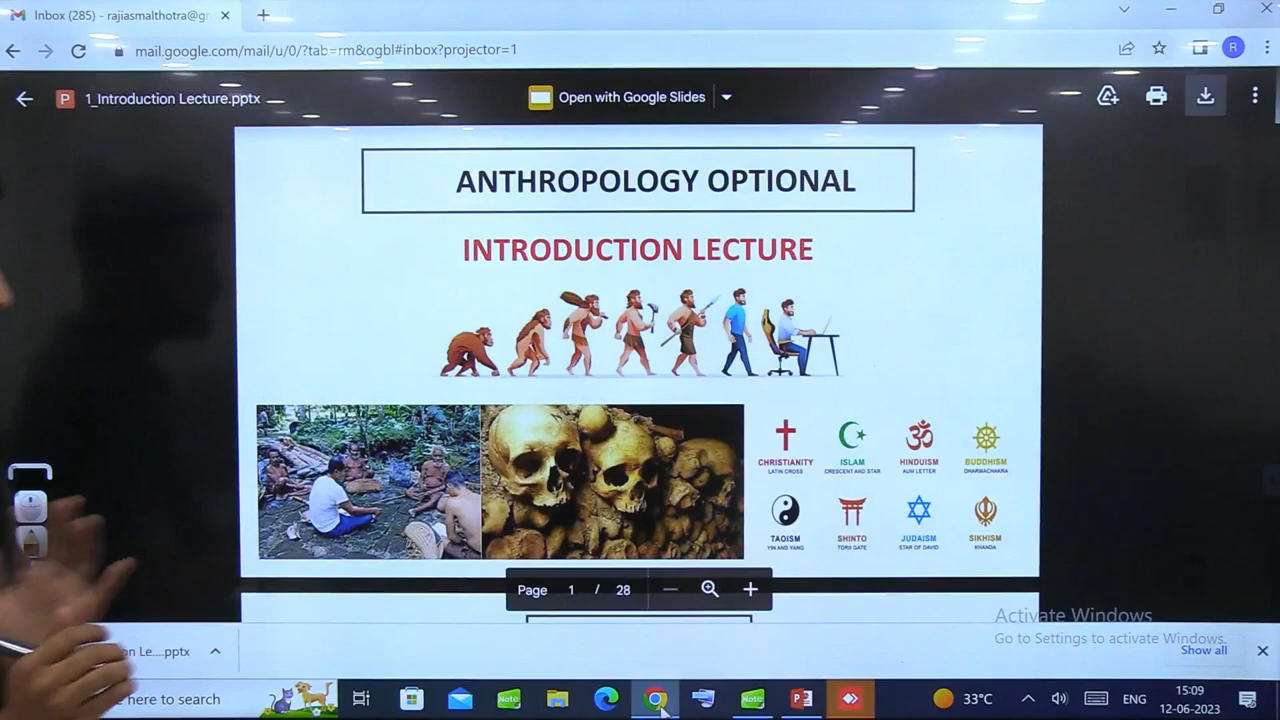 Inbox (285) - rajiasmalthotra@gr
mail.google.com/mail/u/0/?tab=rm&ogbl#inbox?projector=1
R
P 1_Introduction Lecture.pptx
Open with Google Slides
ANTHROPOLOGY OPTIONAL
INTRODUCTION LECTURE
CHRISTIANITY ISLAM HINDUISM BUDDHISM
LATIN CROSS CRESCENT AND STAR AUM LETTER DHARMACHAKRA
TAOISM SHINTO JUDAISM SIKHISM
YIN AND YANG TORII GATE STAR OF DAVID KHANDA
Page 1 / 28
Activate Windows
Go to Settings to activate Windows.
on Le....pptx
Show all
here to search
Note
Note
33°C
ENG
15:09
12-06-2023